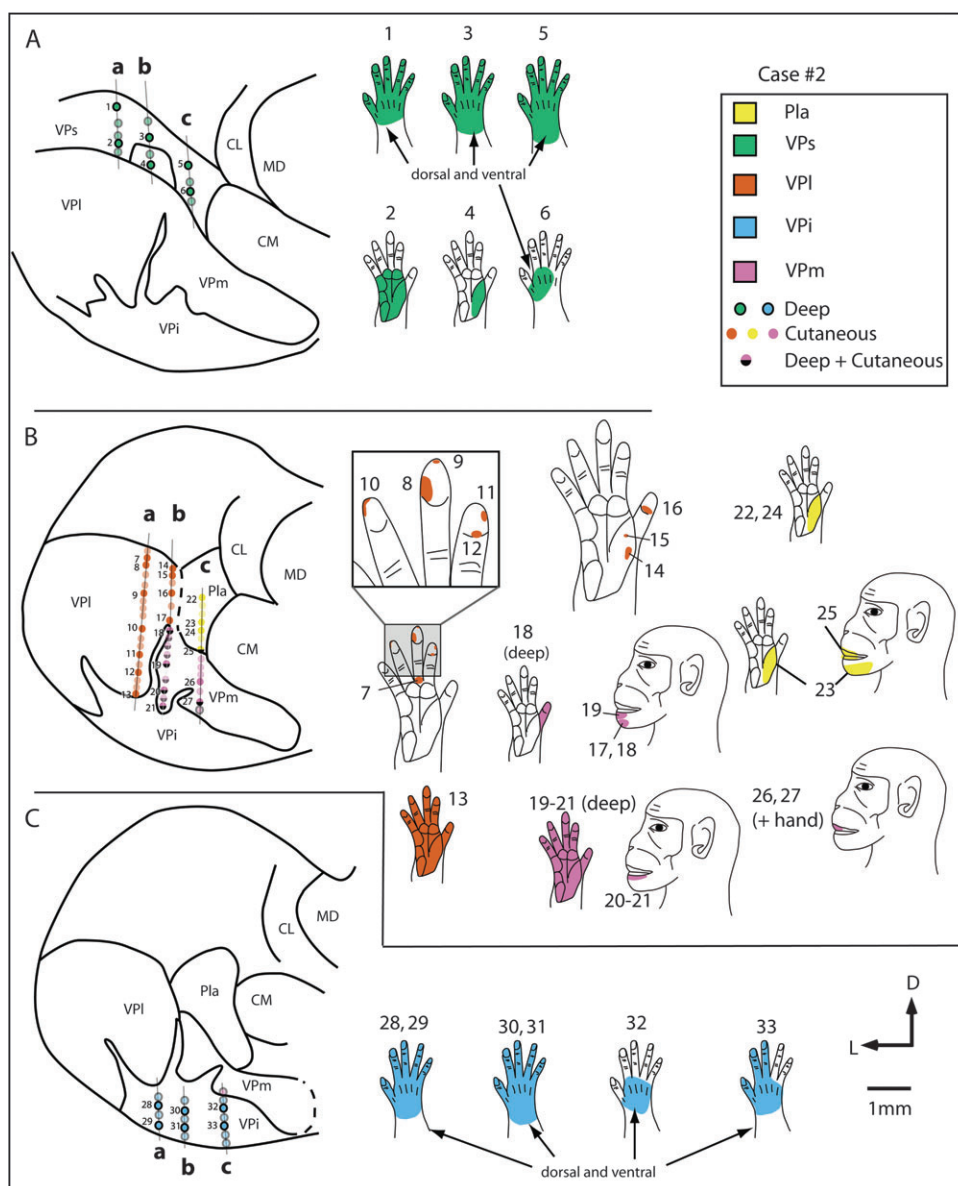 A
a
b
c
VPs
1
2
3
4
5
6
CL
MD
VPl
CM
VPm
VPi
1 3 5
dorsal and ventral
2 4 6
Case #2
Pla
VPs
VPl
VPi
VPm
Deep
Cutaneous
Deep + Cutaneous
B
a
b
c
7
8
9
10
11
12
13
14
15
16
17
18
19
20
21
22
23
24
25
26
27
VPl
Pla
CL
MD
CM
VPm
VPi
9
10
8
11
12
7
16
15
14
22, 24
18
(deep)
19
17, 18
25
23
13
19-21 (deep)
20-21
26, 27
(+ hand)
C
VPl
Pla
CL
MD
CM
VPm
VPi
28
29
30
31
32
33
a
b
c
28, 29 30, 31 32 33
dorsal and ventral
D
L
1mm